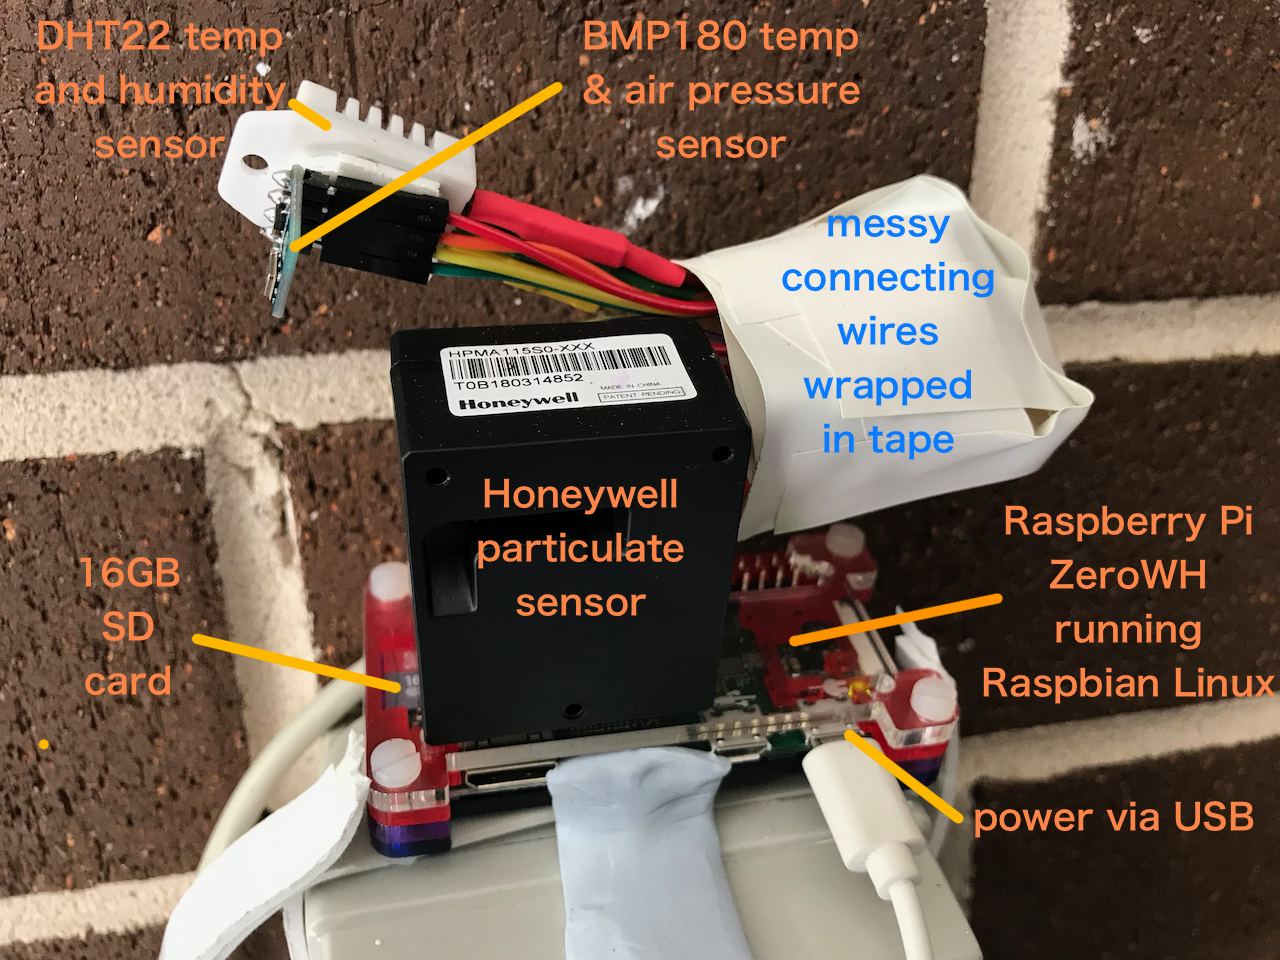 DHT22 temp
and humidity
sensor
BMP180 temp
& air pressure
sensor
messy
connecting
wires
wrapped
in tape
HPMA115S0-XXX
T0B180314852
MADE IN CHINA
PATENT PENDING
Honeywell
Honeywell
particulate
sensor
16GB
SD
card
Raspberry Pi
ZeroWH
running
Raspbian Linux
power via USB